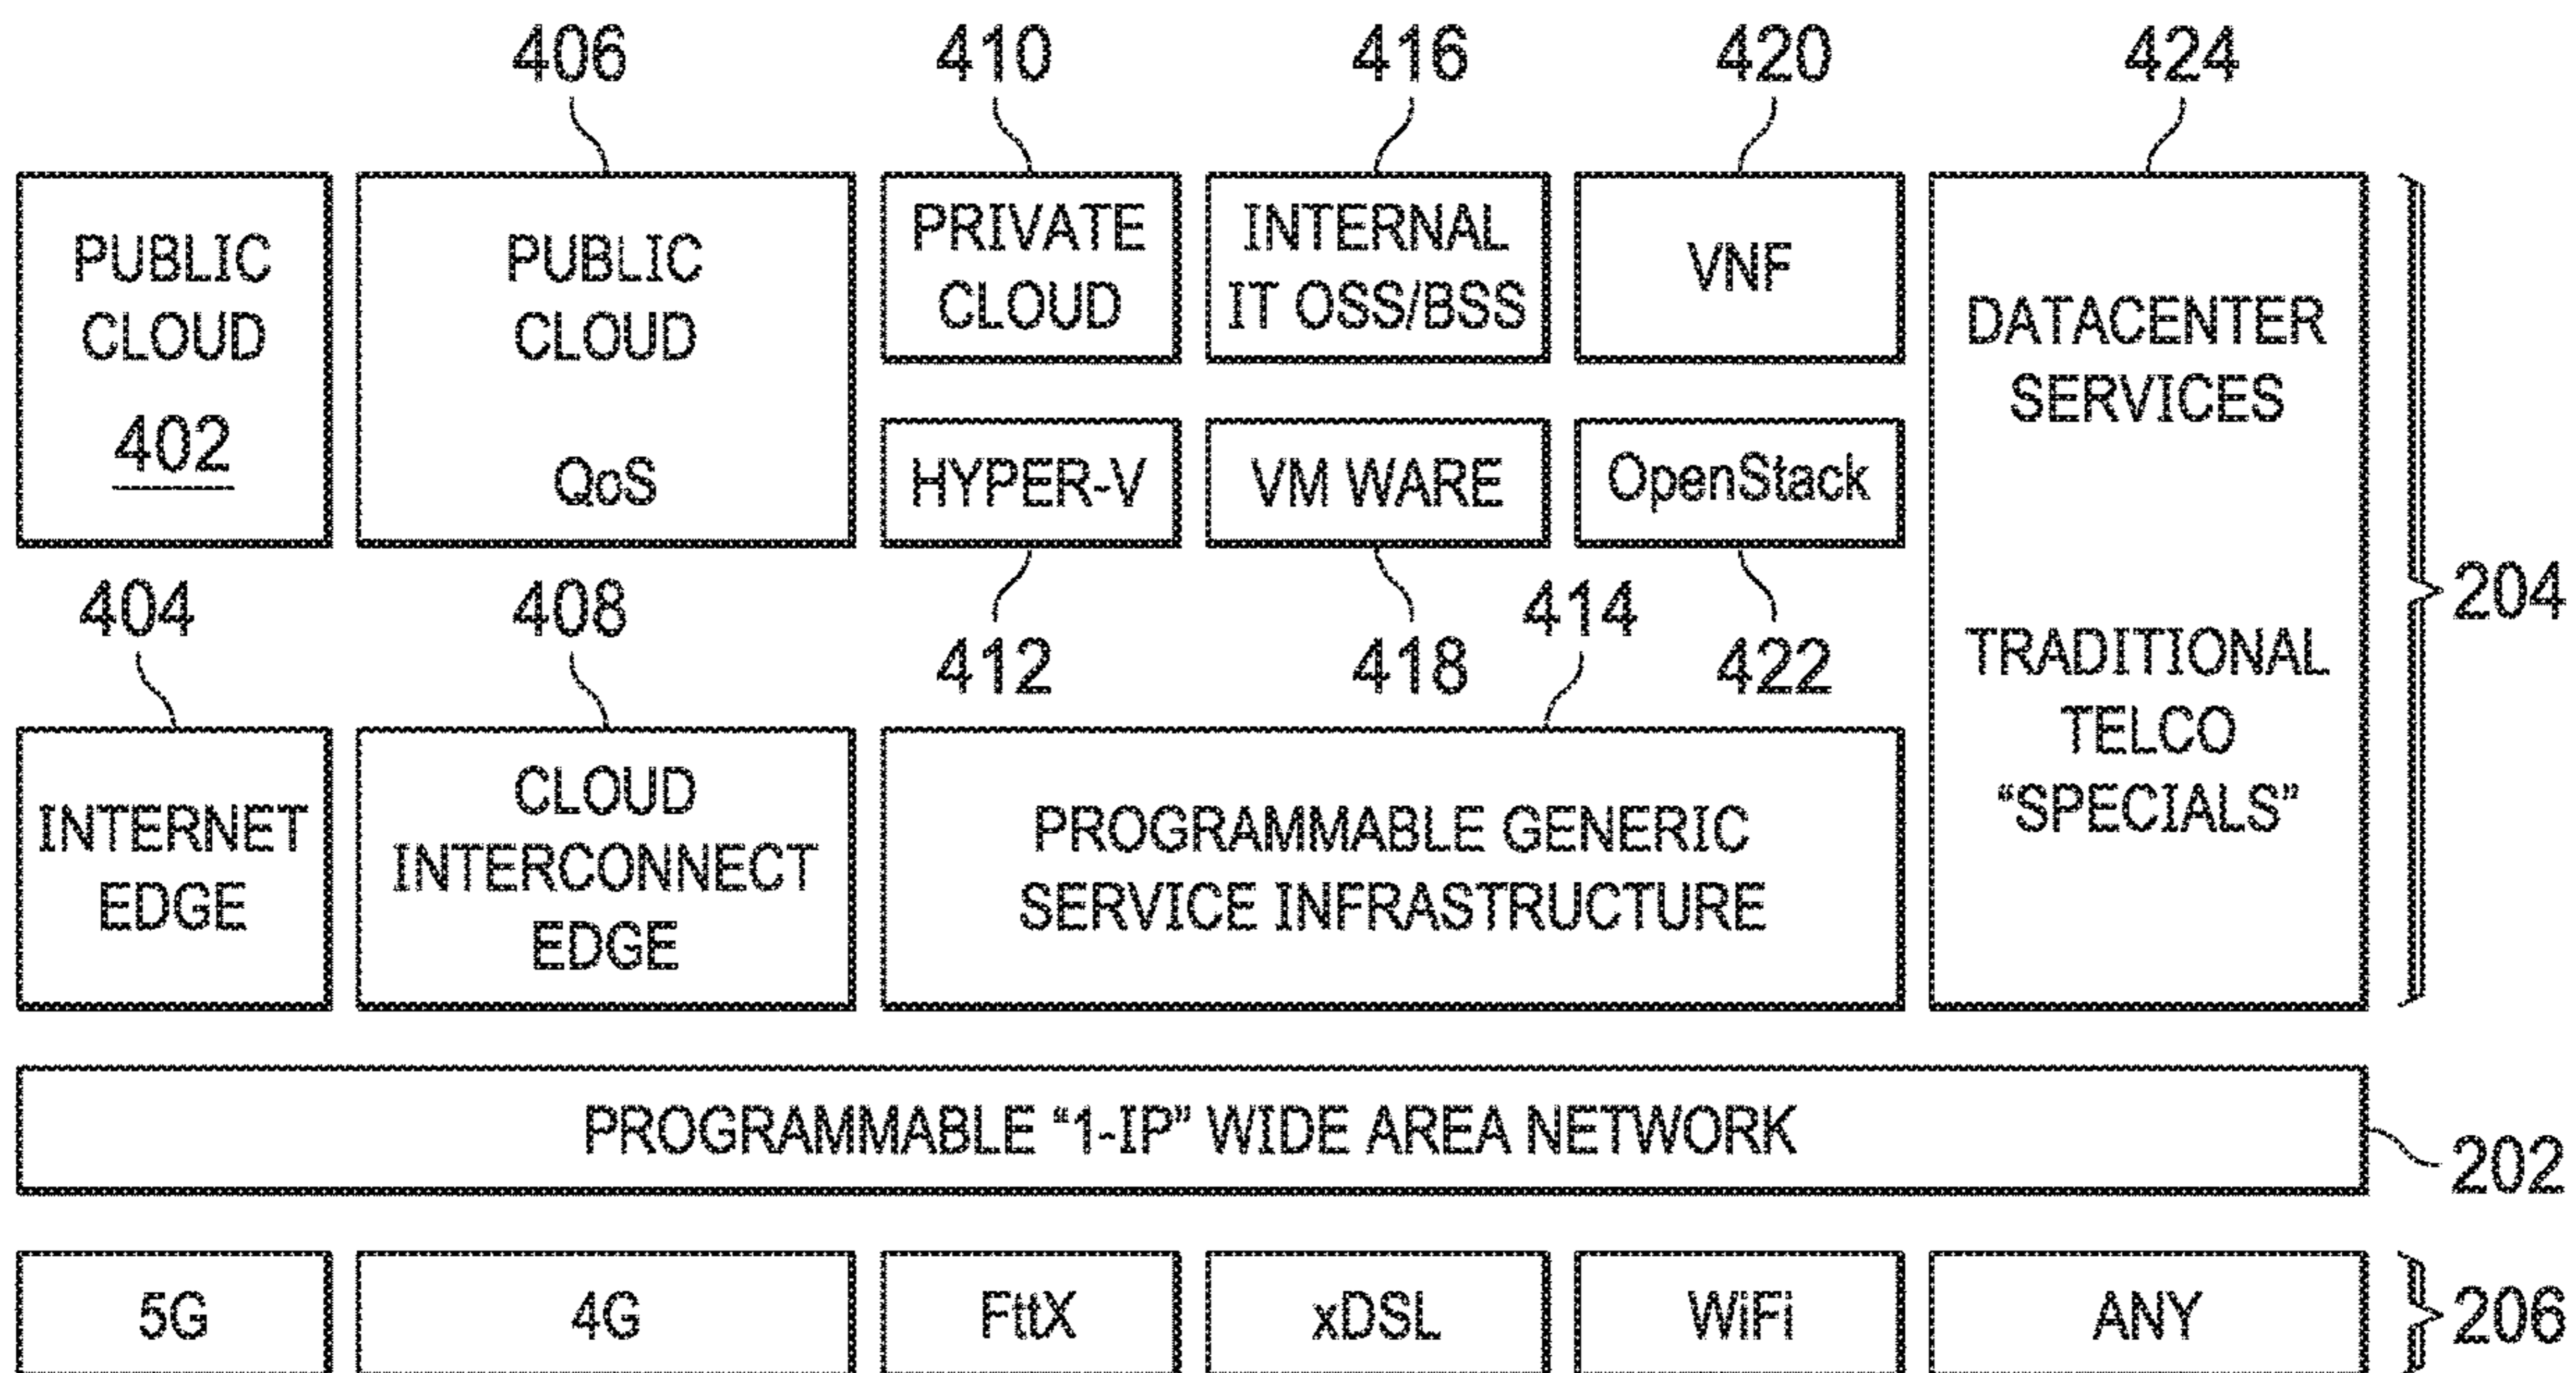 406
410
416
420
424
PUBLIC
CLOUD
402
PUBLIC
CLOUD
QoS
PRIVATE
CLOUD
INTERNAL
IT OSS/BSS
VNF
DATACENTER
SERVICES
TRADITIONAL
TELCO
“SPECIALS”
HYPER-V
VM WARE
OpenStack
204
404
408
412
418
414
422
INTERNET
EDGE
CLOUD
INTERCONNECT
EDGE
PROGRAMMABLE GENERIC
SERVICE INFRASTRUCTURE
PROGRAMMABLE “1-IP” WIDE AREA NETWORK
202
5G
4G
FttX
xDSL
WiFi
ANY
206